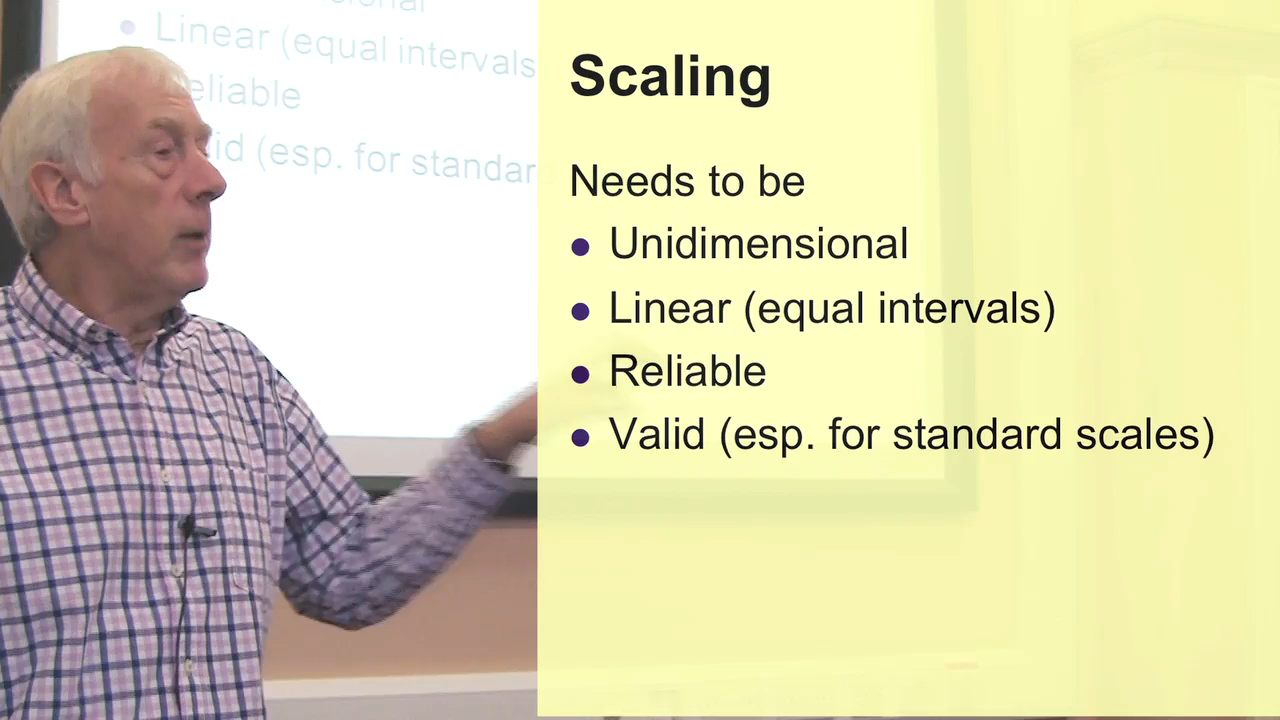 Linear (equal intervals
eliable
id (esp. for standar
Scaling
Needs to be
• Unidimensional
• Linear (equal intervals)
• Reliable
• Valid (esp. for standard scales)